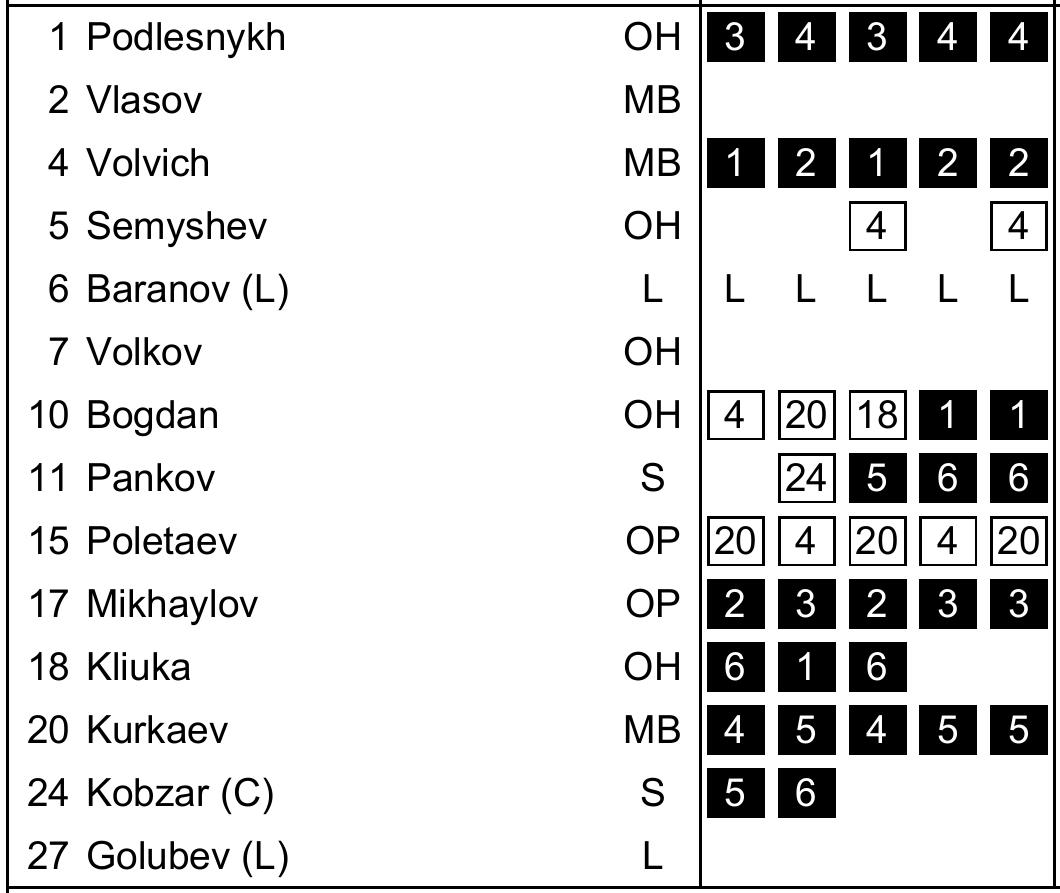 1 Podlesnykh OH 3 4 3 4 4
2 Vlasov MB
4 Volvich MB 1 2 1 2 2
5 Semyshev OH 4 4
6 Baranov (L) L L L L L L
7 Volkov OH
10 Bogdan OH 4 20 18 1 1
11 Pankov S 24 5 6 6
15 Poletaev OP 20 4 20 4 20
17 Mikhaylov OP 2 3 2 3 3
18 Kliuka OH 6 1 6
20 Kurkaev MB 4 5 4 5 5
24 Kobzar (C) S 5 6
27 Golubev (L) L